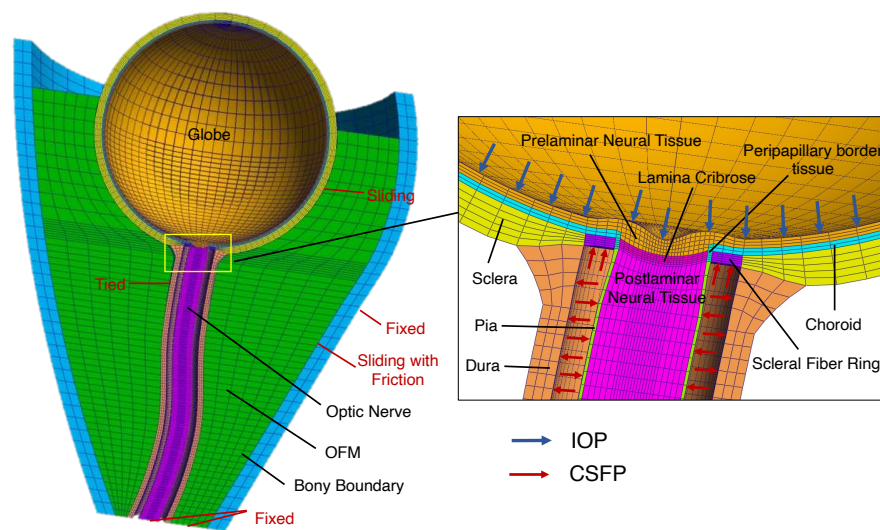 Globe
Sliding
Tied
Fixed
Sliding with
Friction
Optic Nerve
OFM
Bony Boundary
Fixed
Prelaminar Neural Tissue
Peripapillary border
tissue
Lamina Cribrose
Sclera
Postlaminar
Neural Tissue
Pia
Choroid
Dura
Scleral Fiber Ring
IOP
CSFP